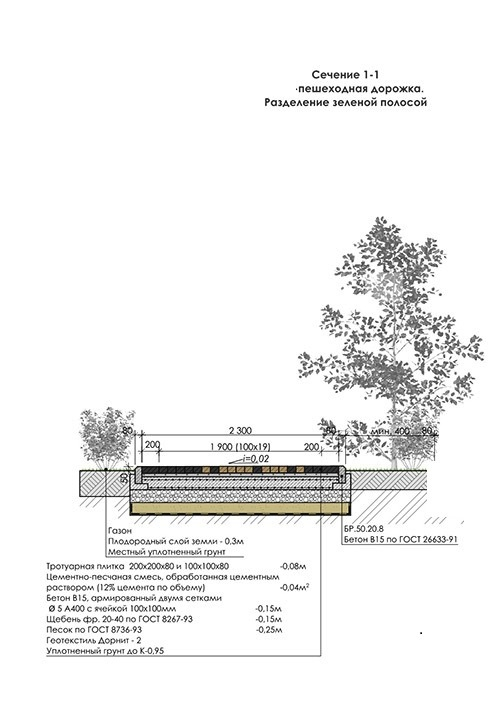 Сечение 1-1
·пешеходная дорожка.
Разделение зеленой полосой
80 2 300 80 мин. 400 80
200 1 900 (100х19) 200
i=0,02
50
Газон
Плодородный слой земли - 0,3м
Местный уплотненный грунт
БР.50.20.8
Бетон В15 по ГОСТ 26633-91
Тротуарная плитка 200х200х80 и 100х100х80 -0,08м
Цементно-песчаная смесь, обработанная цементным
раствором (12% цемента по объему) -0,04м²
Бетон В15, армированный двумя сетками
Ø 5 А400 с ячейкой 100х100мм -0,15м
Щебень фр. 20-40 по ГОСТ 8267-93 -0,15м
Песок по ГОСТ 8736-93 -0,25м
Геотекстиль Дорнит - 2
Уплотненный грунт до К-0,95